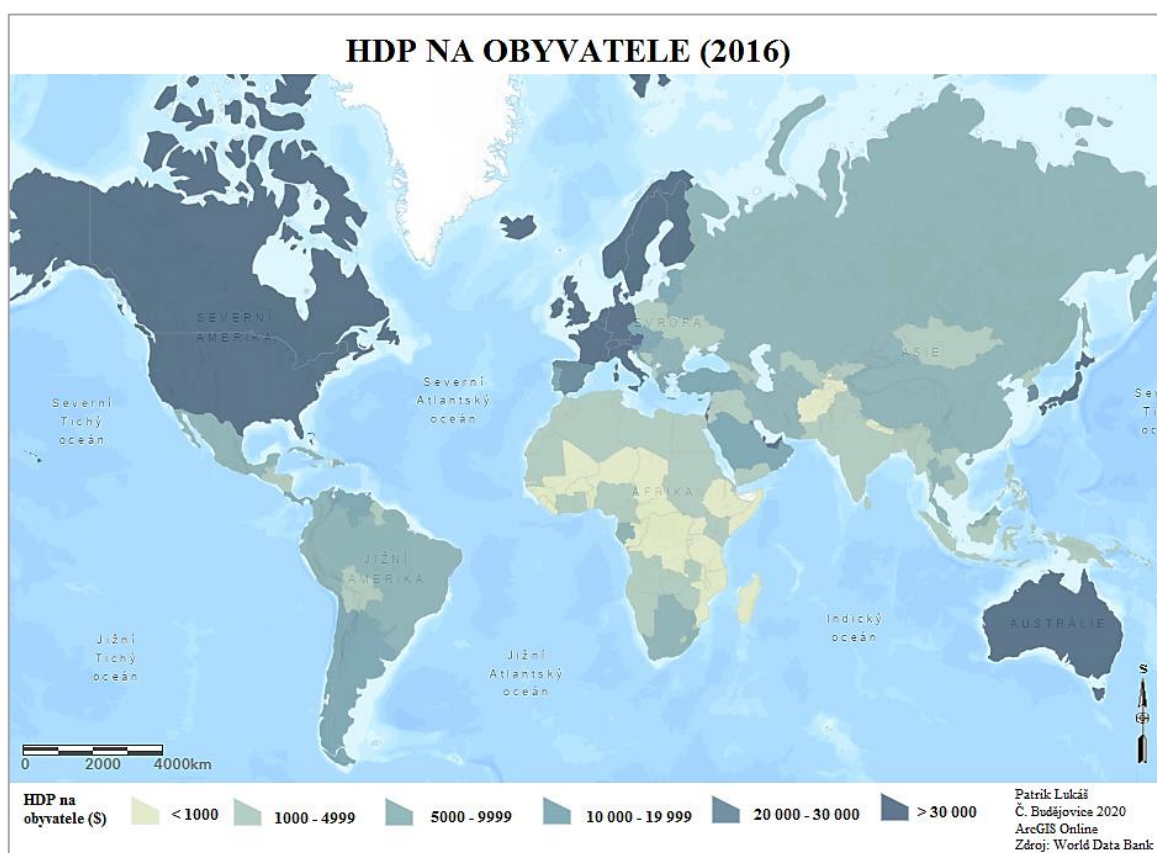 HDP NA OBYVATELE (2016)
SEVERNÍ
AMERIKA
EVROPA
ASIE
Severní
Tichý
oceán
Severní
Atlantský
oceán
AFRIKA
JIŽNÍ
AMERIKA
Indický
oceán
AUSTRÁLIE
Jižní
Tichý
oceán
Jižní
Atlantský
oceán
S
0 2000 4000km
HDP na
obyvatele ($)
< 1000
1000 - 4999
5000 - 9999
10 000 - 19 999
20 000 - 30 000
> 30 000
Patrik Lukáš
Č. Budějovice 2020
ArcGIS Online
Zdroj: World Data Bank